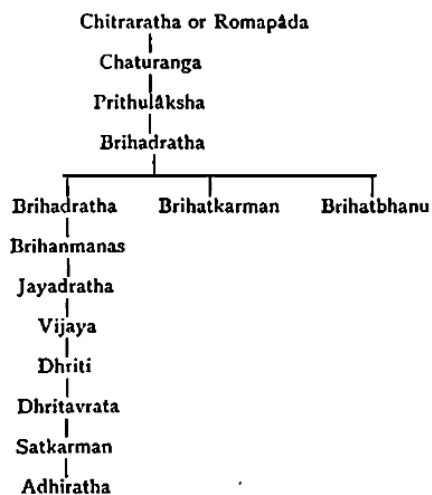 Chitraratha or Romapâda
Chaturanga
Prithulâksha
Brihadratha
Brihadratha Brihatkarman Brihatbhanu
Brihanmanas
Jayadratha
Vijaya
Dhriti
Dhritavrata
Satkarman
Adhiratha